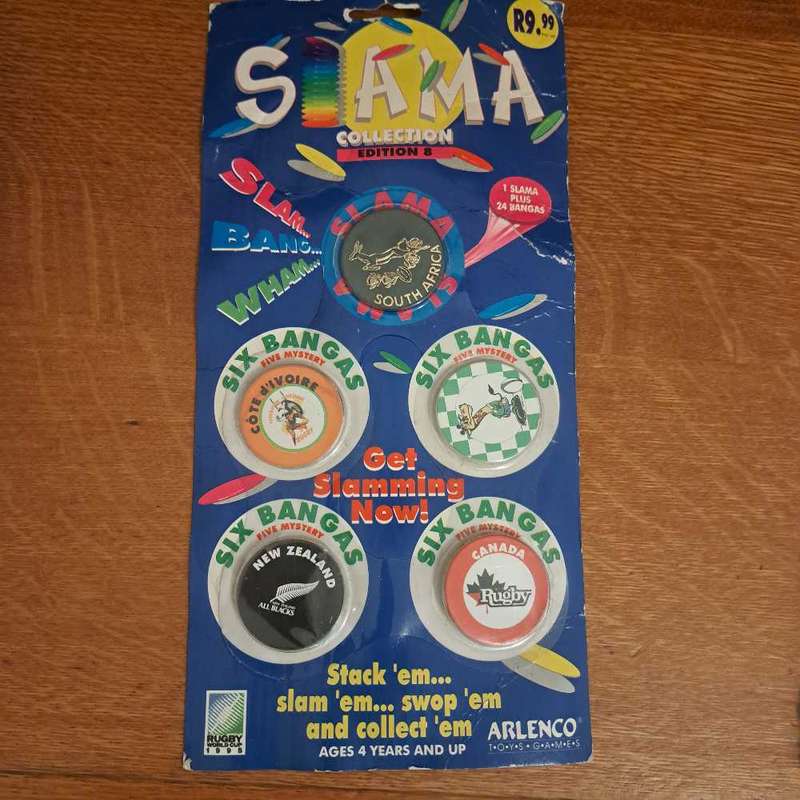 R9.99
SLAMA
COLLECTION
EDITION 8
SLAM..
BANG...
WHAM...
1 SLAMA
PLUS
24 BANGAS
SLAMA
SOUTH AFRICA
SLAMA
SIX BANGAS
FIVE MYSTERY
CÔTE d'IVOIRE
SIX BANGAS
FIVE MYSTERY
Get
Slamming
Now!
SIX BANGAS
FIVE MYSTERY
NEW ZEALAND
NEW ZEALAND
ALL BLACKS
SIX BANGAS
FIVE MYSTERY
CANADA
Rugby
Stack 'em...
slam 'em... swop 'em
and collect 'em
AGES 4 YEARS AND UP
RUGBY
WORLD CUP
1995
ARLENCO
T•O•Y•S • G•A•M•E•S